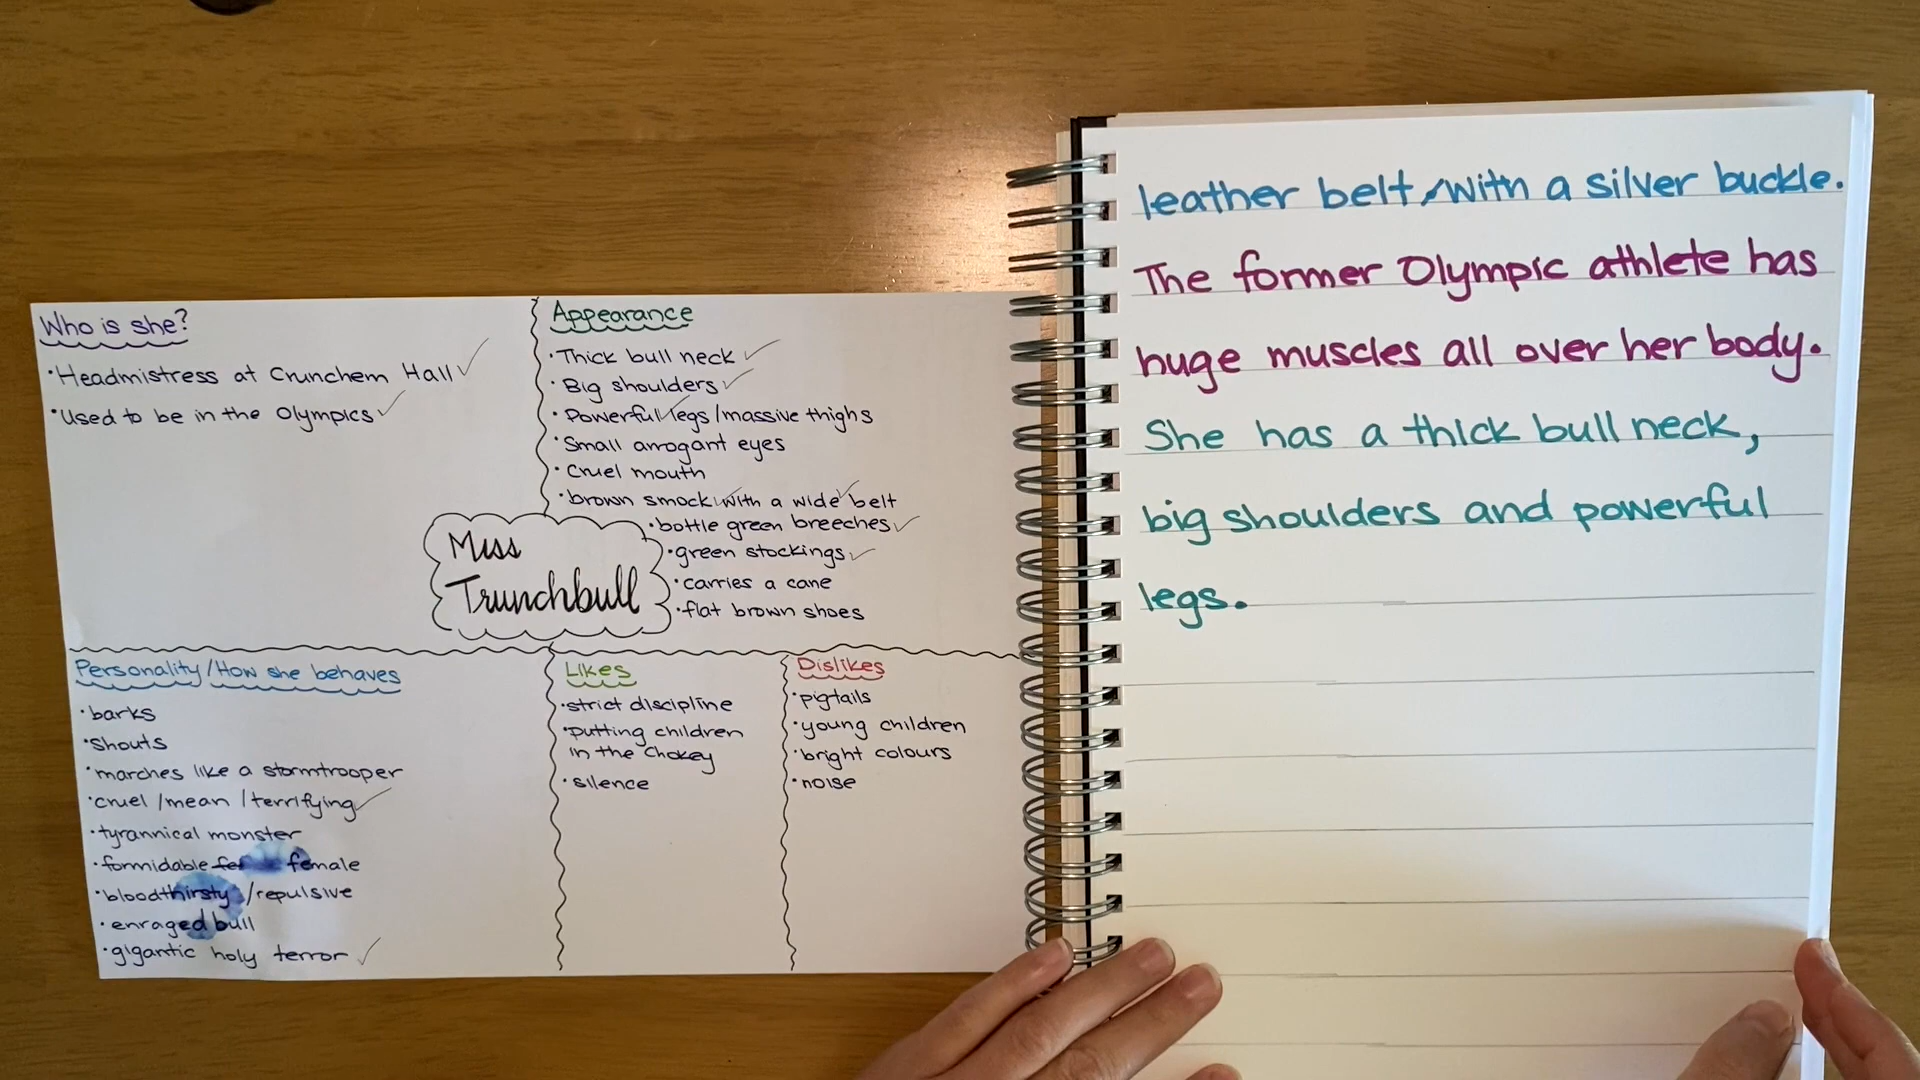 Who is she?
·Headmistress at Crunchem Hall
·Used to be in the Olympics
Appearance
·Thick bull neck
·Big shoulders
·Powerful legs/massive thighs
·Small arrogant eyes
·Cruel mouth
·brown smock with a wide belt
·bottle green breeches
·green stockings
·carries a cane
·flat brown shoes
Miss
Trunchbull
Personality/How she behaves
·barks
·shouts
·marches like a stormtrooper
·cruel/mean/terrifying
·tyrannical monster
·formidable female
·bloodthirsty/repulsive
·enraged bull
·gigantic holy terror
Likes
·strict discipline
·putting children
in the Chokey
·silence
Dislikes
·pigtails
·young children
·bright colours
·noise
leather belt, with a silver buckle.
The former Olympic athlete has
huge muscles all over her body.
She has a thick bull neck,
big shoulders and powerful
legs.